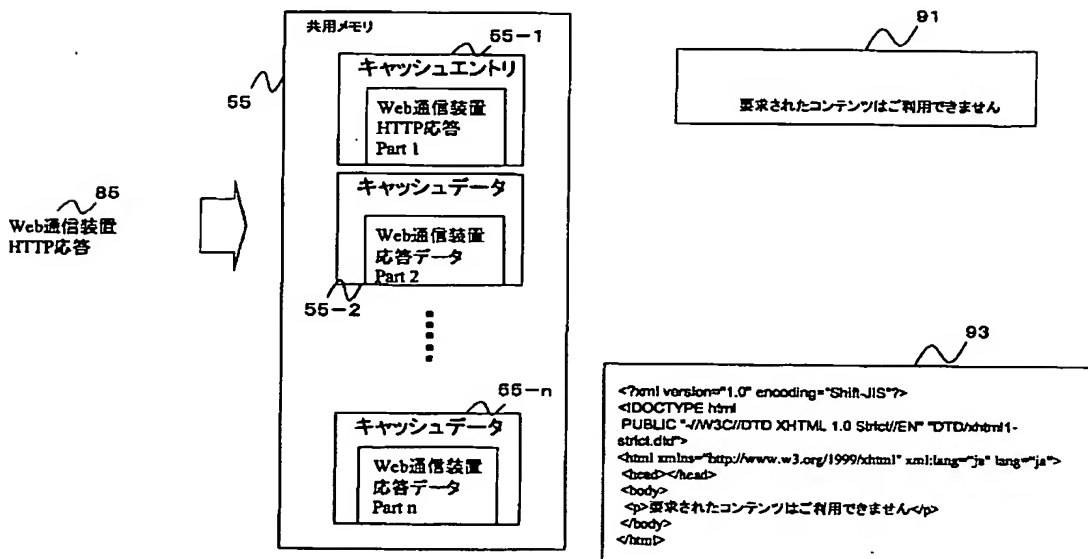 共用メモリ
55-1
キャッシュエントリ
55
Web通信装置
HTTP応答
Part 1
キャッシュデータ
85
Web通信装置
HTTP応答
Web通信装置
応答データ
Part 2
55-2
55-n
キャッシュデータ
Web通信装置
応答データ
Part n
91
要求されたコンテンツはご利用できません
93
<?xml version="1.0" encoding="Shift-JIS"?>
<!DOCTYPE html
PUBLIC "-//W3C//DTD XHTML 1.0 Strict//EN" "DTD/xhtml1-
strict.dtd">
<html xmlns="http://www.w3.org/1999/xhtml" xml:lang="ja" lang="ja">
<head></head>
<body>
<p>要求されたコンテンツはご利用できません</p>
</body>
</html>